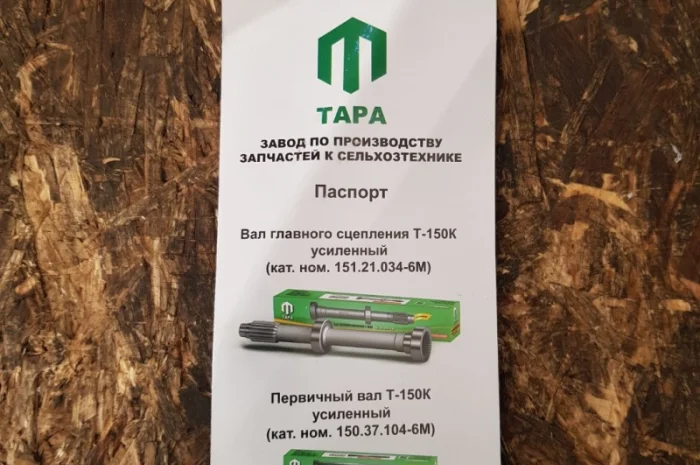 ТАРА
ЗАВОД ПО ПРОИЗВОДСТВУ
ЗАПЧАСТЕЙ К СЕЛЬХОЗТЕХНИКЕ
Паспорт
Вал главного сцепления Т-150К
усиленный
(кат. ном. 151.21.034-6М)
ТАРА
Первичный вал Т-150К
усиленный
(кат. ном. 150.37.104-6М)